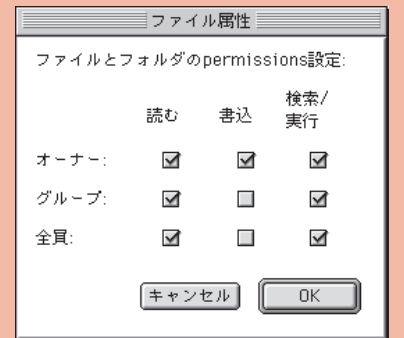 ファイル属性
ファイルとフォルダのpermissions設定:
読む 書込 検索/
実行
オーナー:
グループ:
全員:
キャンセル OK